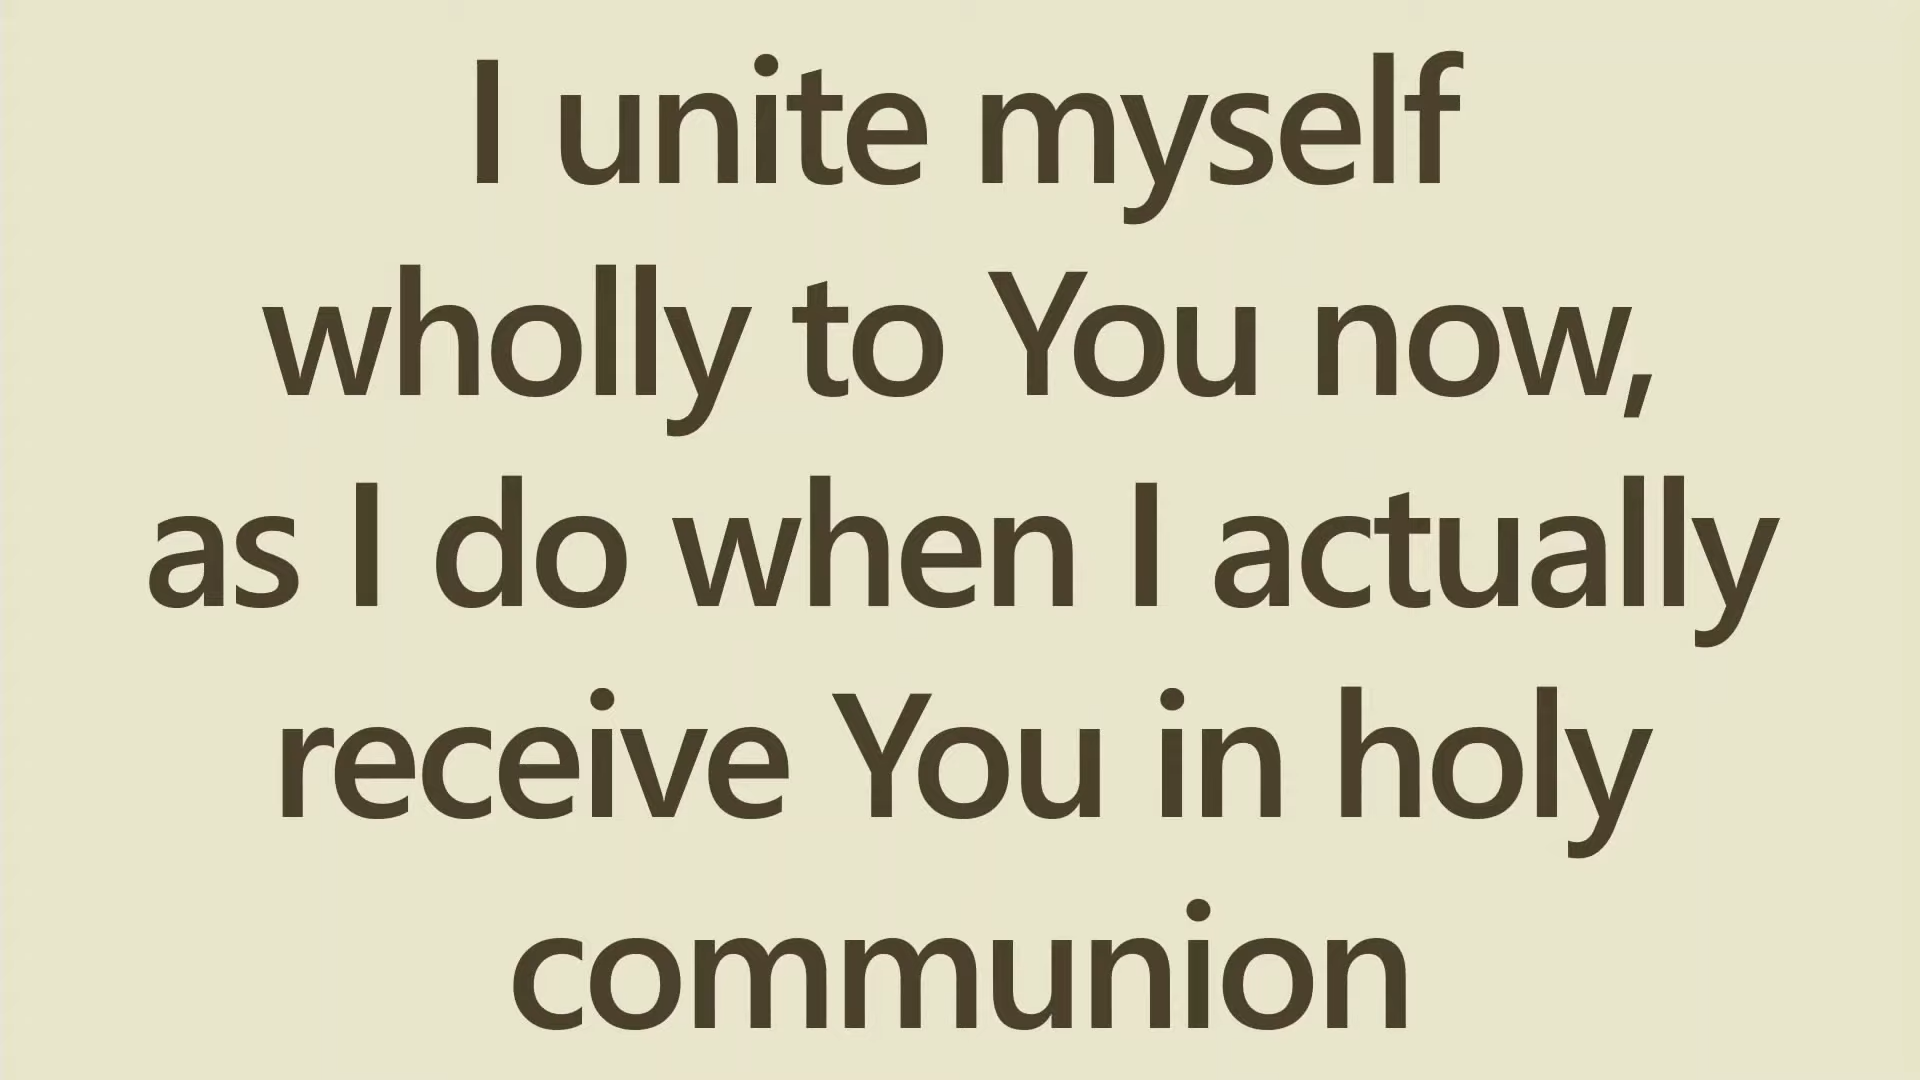 I unite myself
wholly to You now,
as I do when I actually
receive You in holy
communion